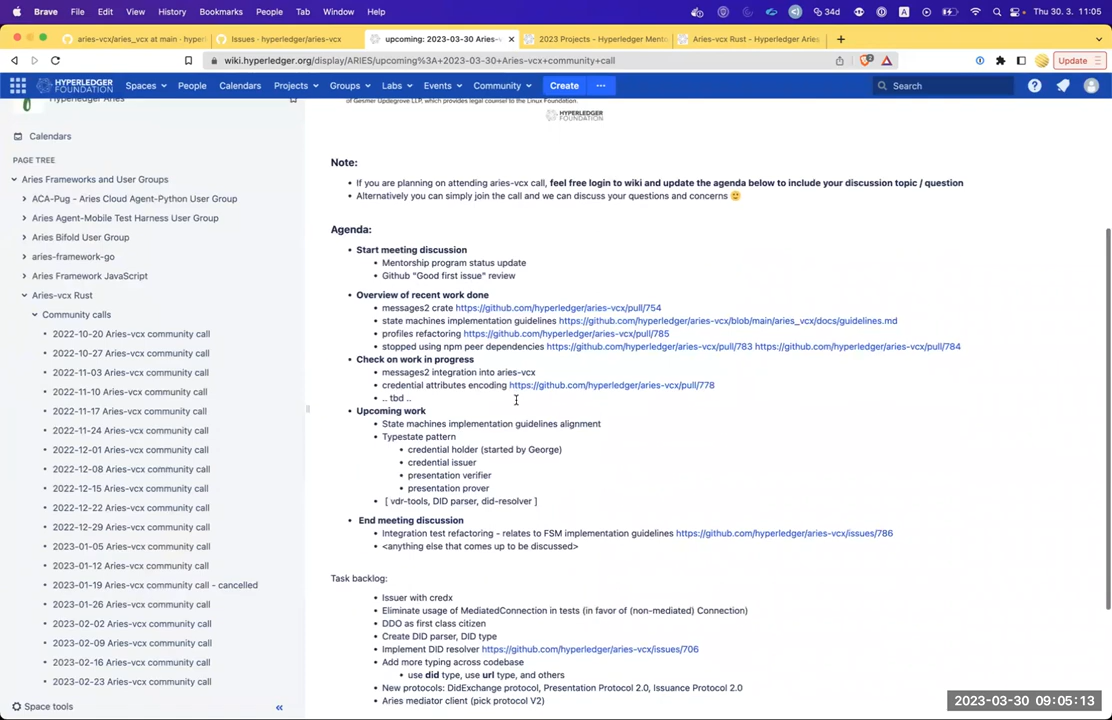 Brave File Edit View History Bookmarks People Tab Window Help 34d A Thu 30. 3. 11:05
aries-vcx/aries_vcx at main · hyperl
Issues · hyperledger/aries-vcx
upcoming: 2023-03-30 Aries-v
2023 Projects - Hyperledger Mento
Aries-vcx Rust - Hyperledger Aries
wiki.hyperledger.org/display/ARIES/upcoming%3A+2023-03-30+Aries-vcx+community+call
2
Update
HYPERLEDGER FOUNDATION Spaces People Calendars Projects Groups Labs Events Community Create ... Search
Hyperledger Aries
Calendars
PAGE TREE
Aries Frameworks and User Groups
ACA-Pug - Aries Cloud Agent-Python User Group
Aries Agent-Mobile Test Harness User Group
Aries Bifold User Group
aries-framework-go
Aries Framework JavaScript
Aries-vcx Rust
Community calls
2022-10-20 Aries-vcx community call
2022-10-27 Aries-vcx community call
2022-11-03 Aries-vcx community call
2022-11-10 Aries-vcx community call
2022-11-17 Aries-vcx community call
2022-11-24 Aries-vcx community call
2022-12-01 Aries-vcx community call
2022-12-08 Aries-vcx community call
2022-12-15 Aries-vcx community call
2022-12-22 Aries-vcx community call
2022-12-29 Aries-vcx community call
2023-01-05 Aries-vcx community call
2023-01-12 Aries-vcx community call
2023-01-19 Aries-vcx community call - cancelled
2023-01-26 Aries-vcx community call
2023-02-02 Aries-vcx community call
2023-02-09 Aries-vcx community call
2023-02-16 Aries-vcx community call
2023-02-23 Aries-vcx community call
Space tools «
of Gesmer Updegrove LLP, which provides legal counsel to the Linux Foundation.
HYPERLEDGER FOUNDATION
Note:
• If you are planning on attending aries-vcx call, feel free login to wiki and update the agenda below to include your discussion topic / question
• Alternatively you can simply join the call and we can discuss your questions and concerns 🙂
Agenda:
• Start meeting discussion
• Mentorship program status update
• Github "Good first issue" review
• Overview of recent work done
• messages2 crate https://github.com/hyperledger/aries-vcx/pull/754
• state machines implementation guidelines https://github.com/hyperledger/aries-vcx/blob/main/aries_vcx/docs/guidelines.md
• profiles refactoring https://github.com/hyperledger/aries-vcx/pull/785
• stopped using npm peer dependencies https://github.com/hyperledger/aries-vcx/pull/783 https://github.com/hyperledger/aries-vcx/pull/784
• Check on work in progress
• messages2 integration into aries-vcx
• credential attributes encoding https://github.com/hyperledger/aries-vcx/pull/778
• .. tbd ..
• Upcoming work
• State machines implementation guidelines alignment
• Typestate pattern
• credential holder (started by George)
• credential issuer
• presentation verifier
• presentation prover
• [ vdr-tools, DID parser, did-resolver ]
• End meeting discussion
• Integration test refactoring - relates to FSM implementation guidelines https://github.com/hyperledger/aries-vcx/issues/786
• <anything else that comes up to be discussed>
Task backlog:
• Issuer with credx
• Eliminate usage of MediatedConnection in tests (in favor of (non-mediated) Connection)
• DDO as first class citizen
• Create DID parser, DID type
• Implement DID resolver https://github.com/hyperledger/aries-vcx/issues/706
• Add more typing across codebase
• use did type, use url type, and others
• New protocols: DidExchange protocol, Presentation Protocol 2.0, Issuance Protocol 2.0
• Aries mediator client (pick protocol V2)
2023-03-30 09:05:13